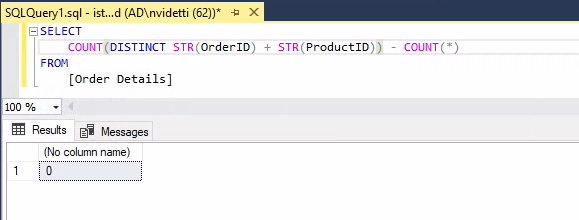 SQLQuery1.sql - ist...d (AD\nvidetti (62))*
SELECT
COUNT(DISTINCT STR(OrderID) + STR(ProductID)) - COUNT(*)
FROM
[Order Details]
100 %
Results Messages
(No column name)
1 0